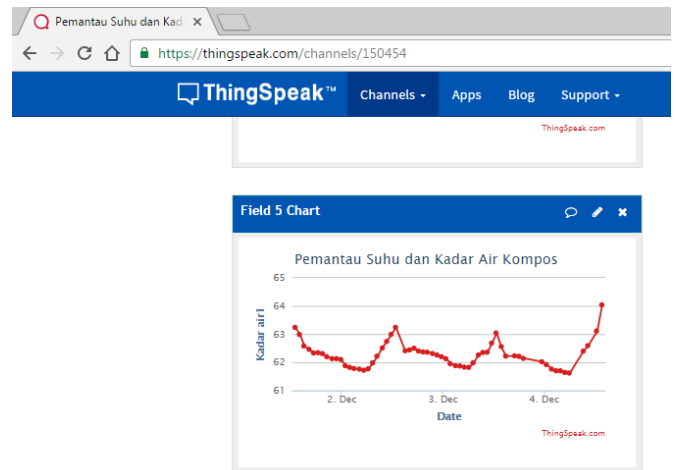 Pemantau Suhu dan Kad
https://thingspeak.com/channels/150454
ThingSpeak™ Channels Apps Blog Support
ThingSpeak.com
Field 5 Chart
Pemantau Suhu dan Kadar Air Kompos
65
64
63
62
61
Kadar air1
2. Dec 3. Dec 4. Dec
Date
ThingSpeak.com